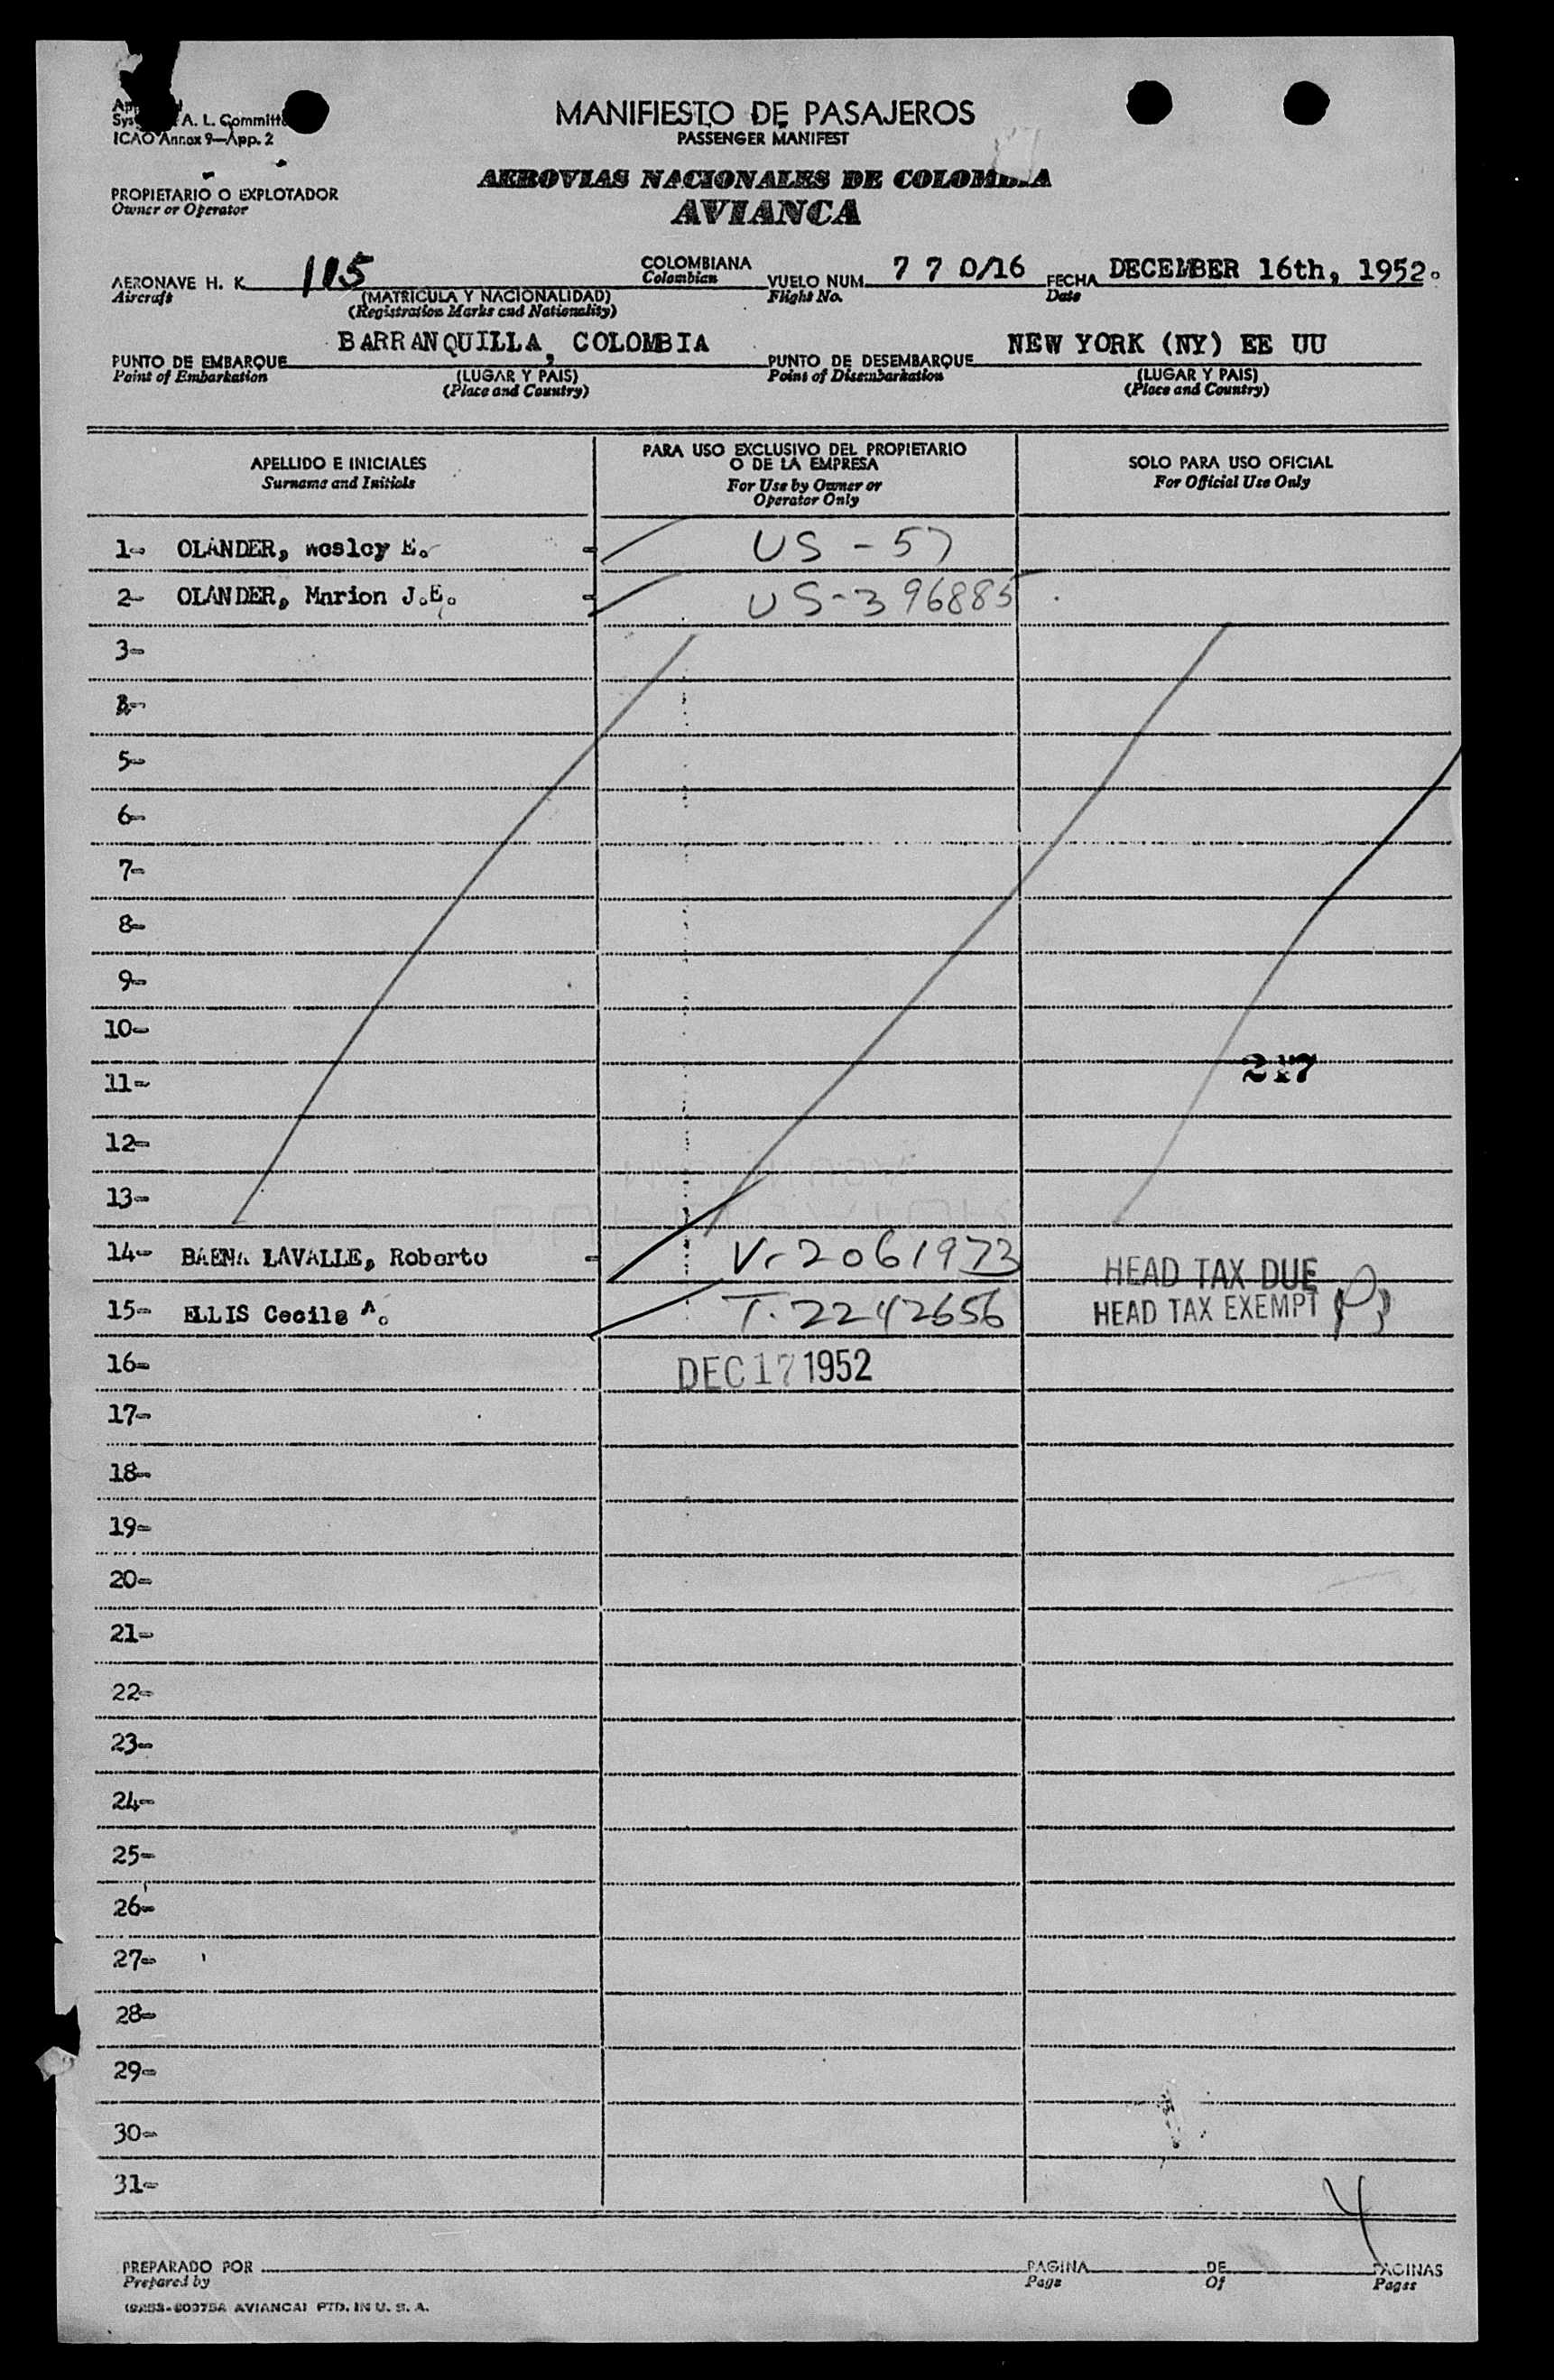 A. L. Committ
ICAO Annex 9—App. 2
MANIFIESTO DE PASAJEROS
PASSENGER MANIFEST
PROPIETARIO O EXPLOTADOR
Owner or Operator
AEROVIAS NACIONALES DE COLOMBIA
AVIANCA
AERONAVE H. K. 105 COLOMBIANA VUELO NUM. 7 7 0/16 FECHA DECEMBER 16th, 1952.
Aircraft (MATRICULA Y NACIONALIDAD) Colombian Flight No. Date
(Registration Marks and Nationality)
PUNTO DE EMBARQUE BARRANQUILLA, COLOMBIA PUNTO DE DESEMBARQUE NEW YORK (NY) EE UU
Point of Embarkation (LUGAR Y PAIS) Point of Disembarkation (LUGAR Y PAIS)
(Place and Country) (Place and Country)
APELLIDO E INICIALES
Surname and Initials
PARA USO EXCLUSIVO DEL PROPIETARIO
O DE LA EMPRESA
For Use by Owner or
Operator Only
SOLO PARA USO OFICIAL
For Official Use Only
1- OLANDER, Wesley E. - US - 57
2- OLANDER, Marion J.E. - US-396885
3-
4-
5-
6-
7-
8-
9-
10-
217
11-
12-
13-
14- BAENA LAVALLE, Roberto - V-2061973 HEAD TAX DUE
15- ELLIS Cecile A. T. 2242656 HEAD TAX EXEMPT
16- DEC 17 1952
17-
18-
19-
20-
21-
22-
23-
24-
25-
26-
27-
28-
29-
30-
31-
4
PREPARADO POR PAGINA DE PAGINAS
Prepared by Page Of Pages
AVIANCA) PTD. IN U. S. A.